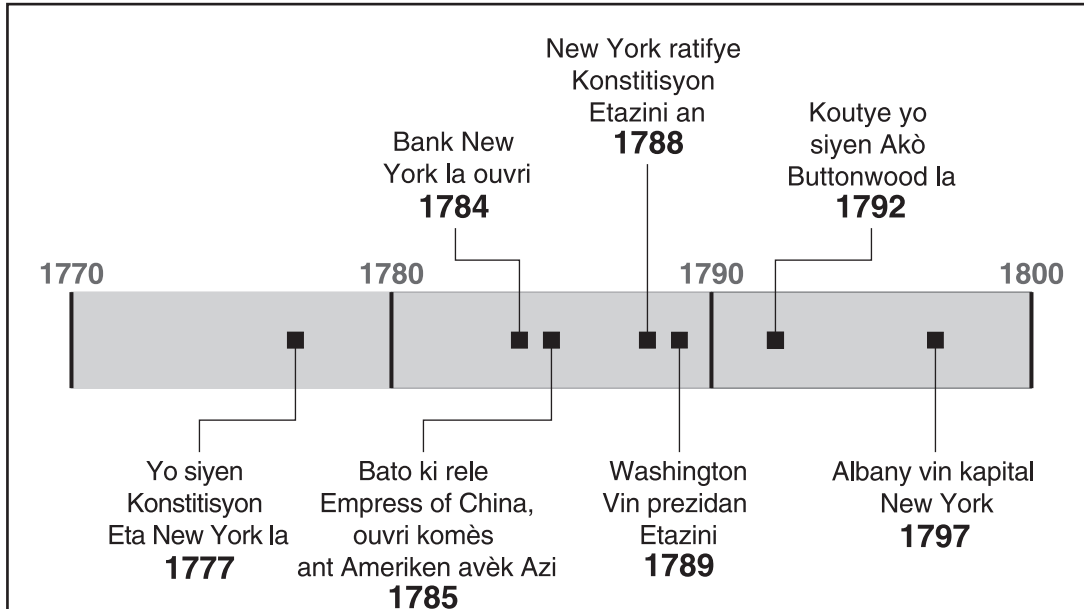 New York ratifye
Konstitisyon
Etazini an
1788
Bank New
York la ouvri
1784
Koutye yo
siyen Akò
Buttonwood la
1792
1770
1780
1790
1800
Yo siyen
Konstitisyon
Eta New York la
1777
Bato ki rele
Empress of China,
ouvri komès
ant Ameriken avèk Azi
1785
Washington
Vin prezidan
Etazini
1789
Albany vin kapital
New York
1797